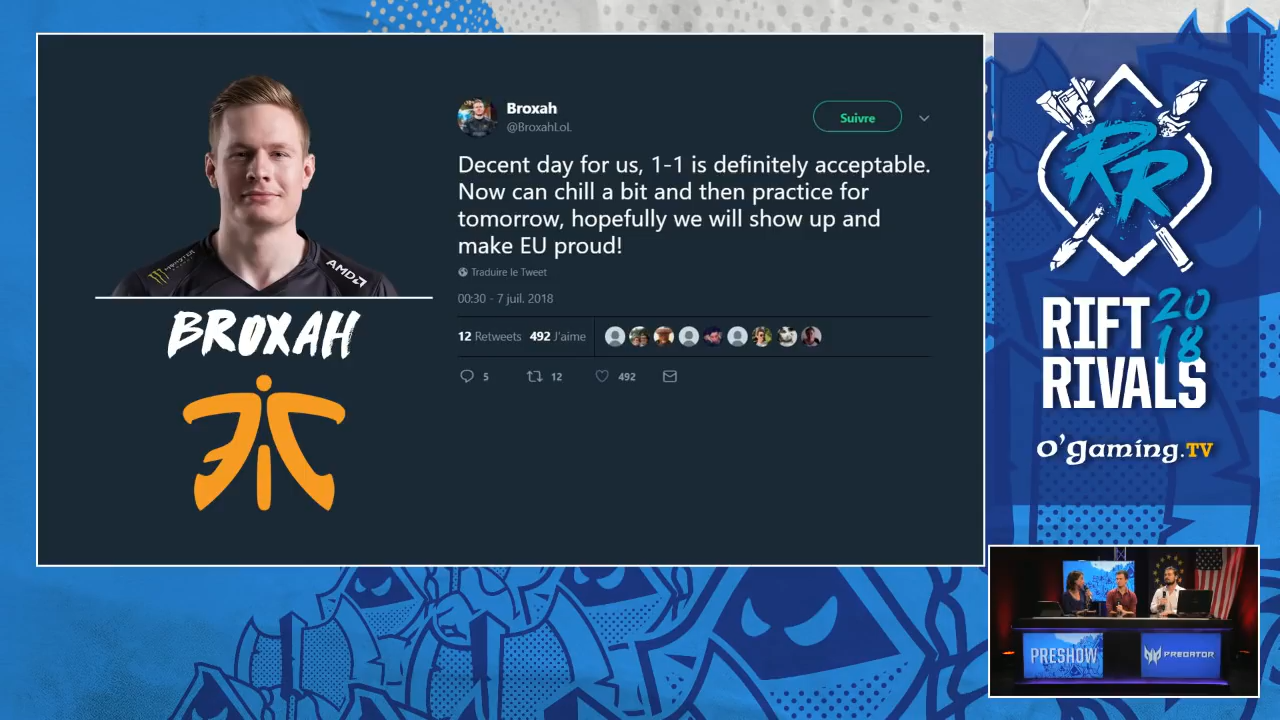 Broxah
@BroxahLoL
Suivre
Decent day for us, 1-1 is definitely acceptable.
Now can chill a bit and then practice for
tomorrow, hopefully we will show up and
make EU proud!
Traduire le Tweet
00:30 - 7 juil. 2018
12 Retweets 492 J'aime
5 12 492
AMDA
BROXAH
RR
RIFT 2018
RIVALS
O'Gaming.TV
PRESHOW
PREDATOR